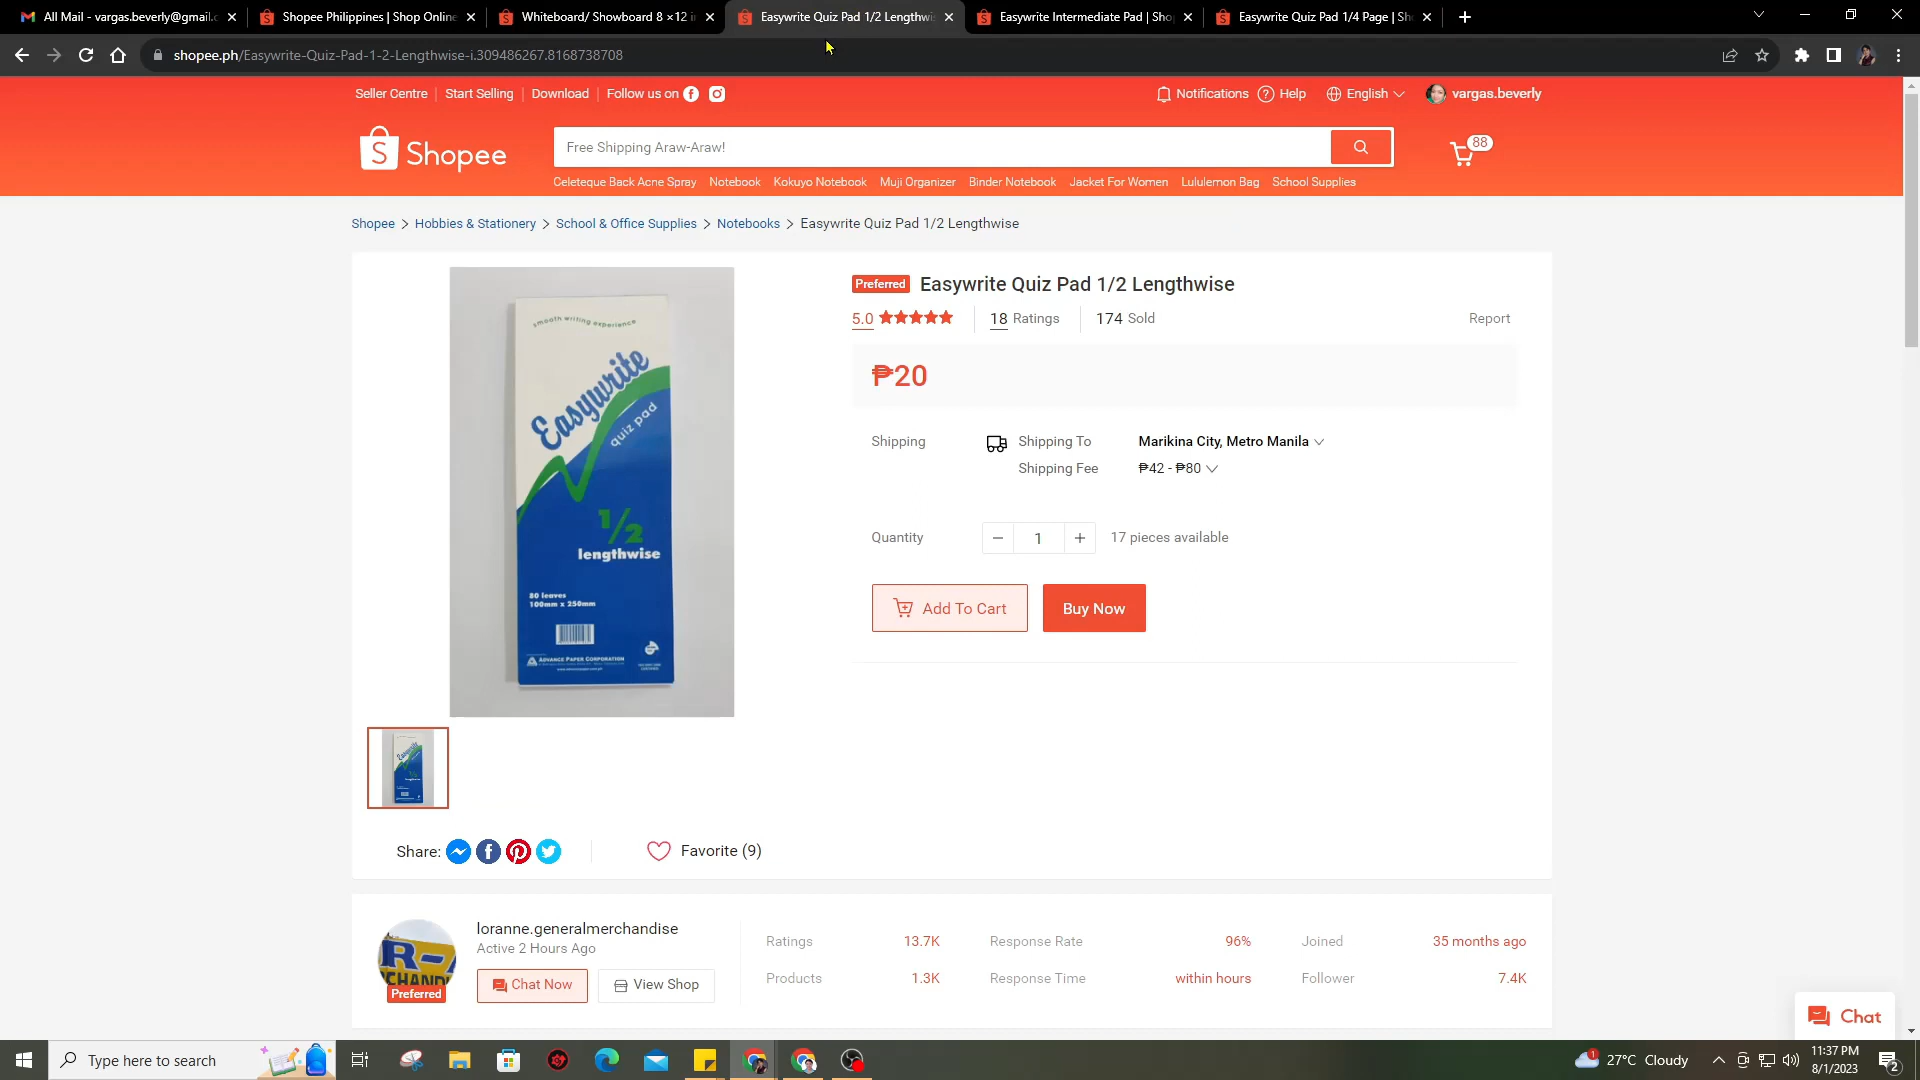 All Mail - vargas.beverly@gmail.c
Shopee Philippines | Shop Online
Whiteboard/ Showboard 8 ×12 i
Easywrite Quiz Pad 1/2 Lengthwi
Easywrite Intermediate Pad | Sho
Easywrite Quiz Pad 1/4 Page | Sh
shopee.ph/Easywrite-Quiz-Pad-1-2-Lengthwise-i.309486267.8168738708
Seller Centre
Start Selling
Download
Follow us on
Notifications
Help
English
vargas.beverly
Shopee
Free Shipping Araw-Araw!
88
Celeteque Back Acne Spray
Notebook
Kokuyo Notebook
Muji Organizer
Binder Notebook
Jacket For Women
Lululemon Bag
School Supplies
Shopee > Hobbies & Stationery > School & Office Supplies > Notebooks > Easywrite Quiz Pad 1/2 Lengthwise
smooth writing experience
Easywrite
quiz pad
1/2
lengthwise
80 leaves
100mm x 250mm
ADVANCE PAPER CORPORATION
Preferred
Easywrite Quiz Pad 1/2 Lengthwise
5.0
18 Ratings
174 Sold
Report
₱20
Shipping
Shipping To
Marikina City, Metro Manila
Shipping Fee
₱42 - ₱80
Quantity
1
17 pieces available
Add To Cart
Buy Now
Share:
Favorite (9)
R-
CHANDI
Preferred
loranne.generalmerchandise
Active 2 Hours Ago
Chat Now
View Shop
Ratings
13.7K
Response Rate
96%
Joined
35 months ago
Products
1.3K
Response Time
within hours
Follower
7.4K
Chat
Type here to search
1
27°C Cloudy
11:37 PM
8/1/2023
2